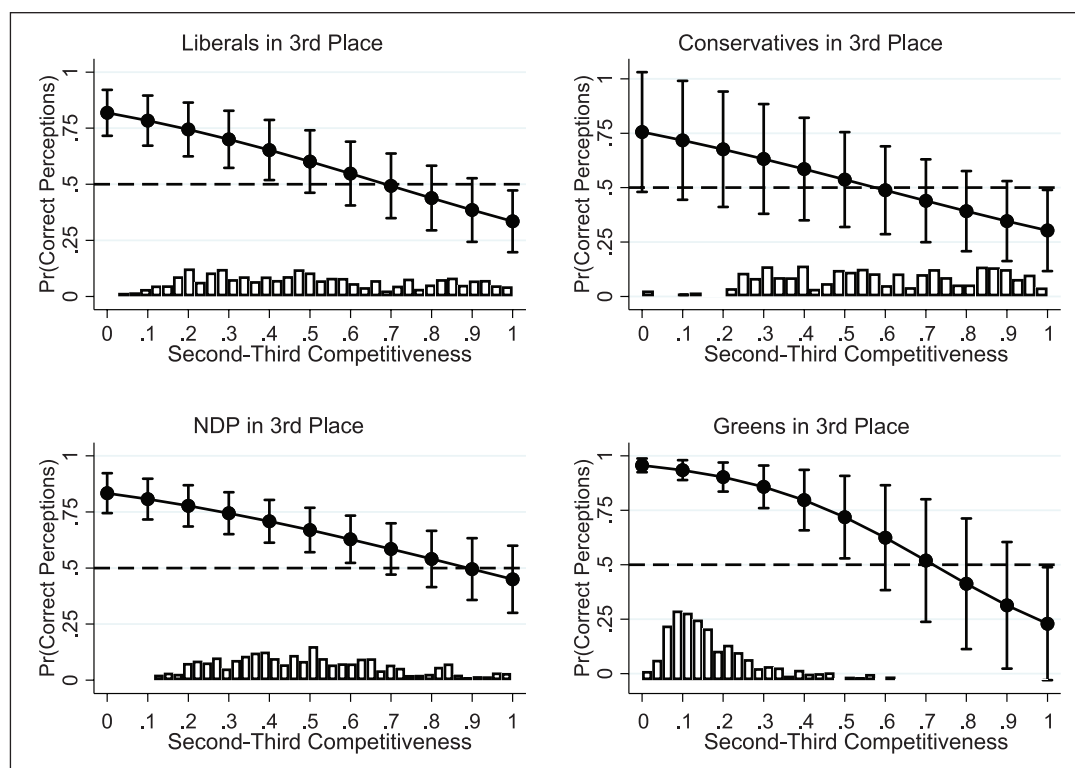 Liberals in 3rd Place
Pr(Correct Perceptions)
1
.75
.5
.25
0
0 .1 .2 .3 .4 .5 .6 .7 .8 .9 1
Second-Third Competitiveness
Conservatives in 3rd Place
Pr(Correct Perceptions)
1
.75
.5
.25
0
0 .1 .2 .3 .4 .5 .6 .7 .8 .9 1
Second-Third Competitiveness
NDP in 3rd Place
Pr(Correct Perceptions)
1
.75
.5
.25
0
0 .1 .2 .3 .4 .5 .6 .7 .8 .9 1
Second-Third Competitiveness
Greens in 3rd Place
Pr(Correct Perceptions)
1
.75
.5
.25
0
0 .1 .2 .3 .4 .5 .6 .7 .8 .9 1
Second-Third Competitiveness